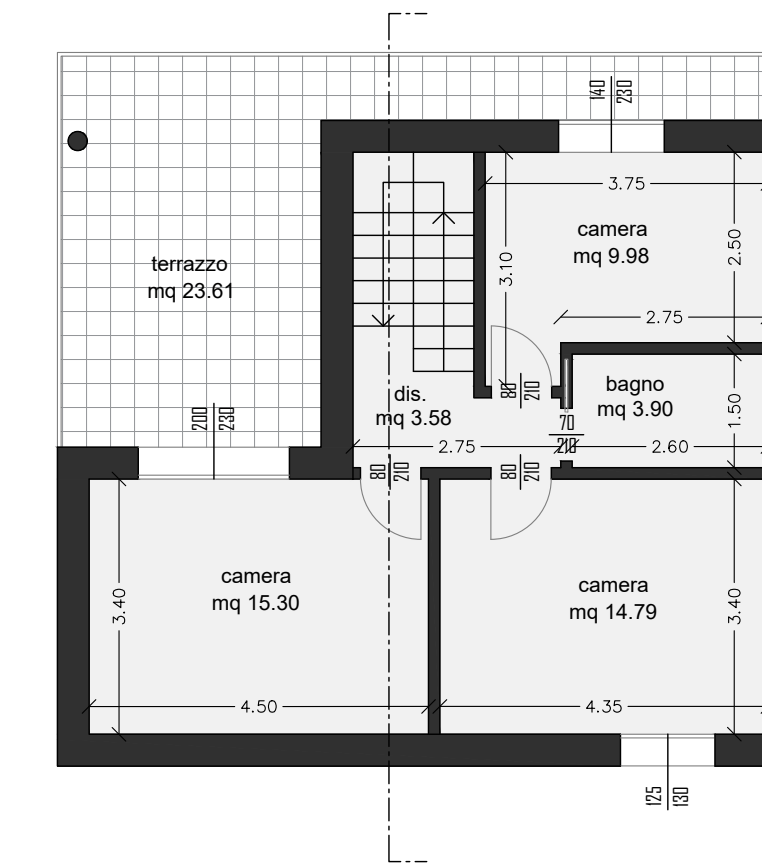 140
230
3.75
camera
mq 9.98
2.50
3.10
terrazzo
mq 23.61
2.75
dis.
mq 3.58
80
210
bagno
mq 3.90
1.50
70
210
200
230
2.75
2.60
80
210
80
210
camera
mq 15.30
3.40
camera
mq 14.79
3.40
4.50
4.35
125
130